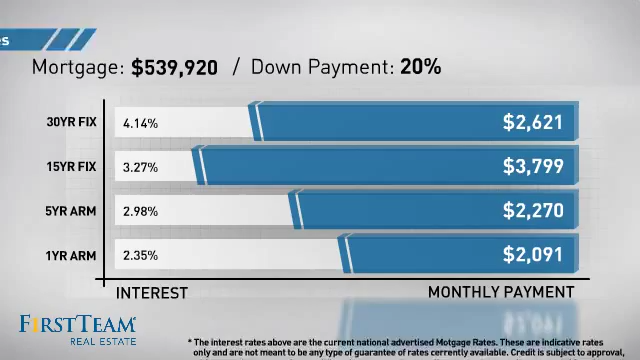 es
Mortgage: $539,920 / Down Payment: 20%
30YR FIX 4.14% $2,621
15YR FIX 3.27% $3,799
5YR ARM 2.98% $2,270
1YR ARM 2.35% $2,091
INTEREST MONTHLY PAYMENT
FIRSTTEAM®
REAL ESTATE
* The interest rates above are the current national advertised Motgage Rates. These are indicative rates
only and are not meant to be any type of guarantee of rates cerrently available. Credit is subject to approval,